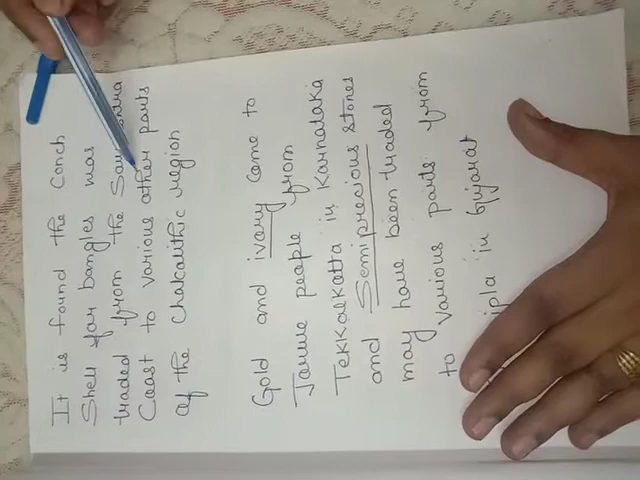 It is found the Conch
Shell for bangles was
traded from the
Coast to various other parts
of the Chalcalithic region
Gold and ivory came to
Jorwe people from
Tekkalkatta in Karnataka
and Semiprecious stones
may have been traded
to various parts from
in Gujarat